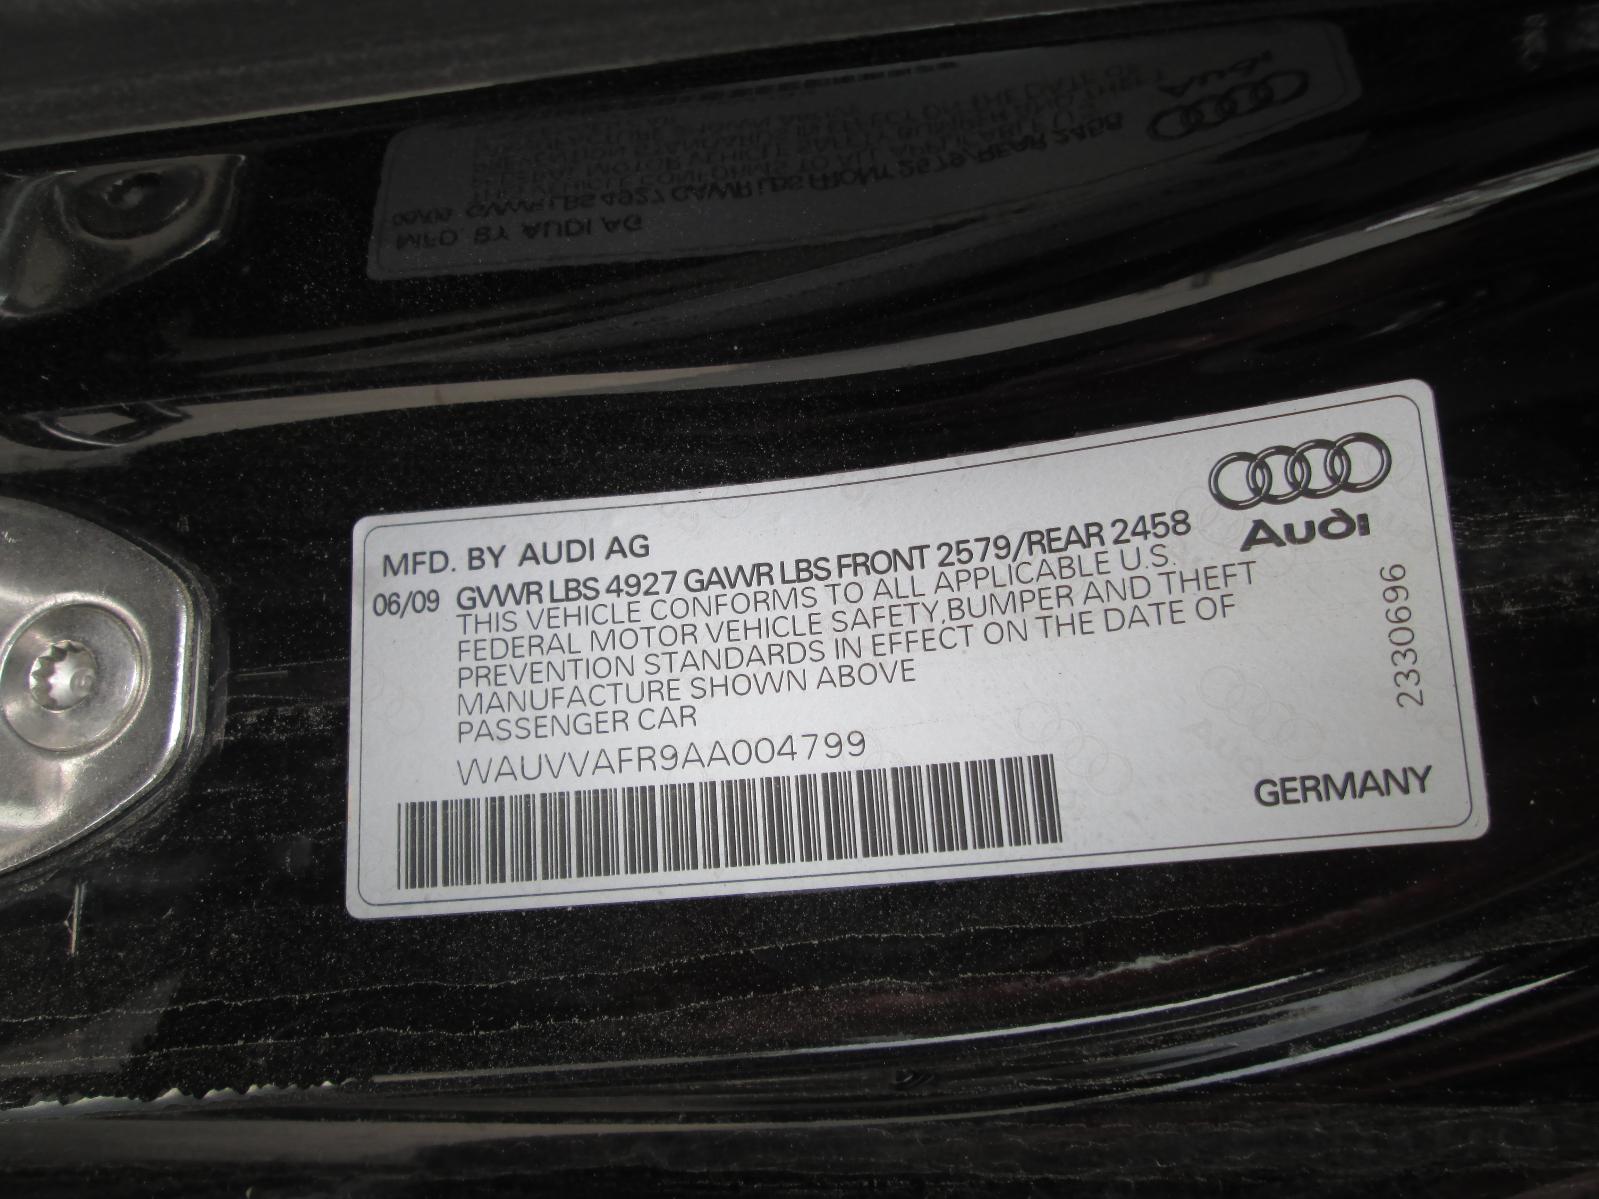 Audi
MFD. BY AUDI AG
06/09 GVWR LBS 4927 GAWR LBS FRONT 2579/REAR 2458
THIS VEHICLE CONFORMS TO ALL APPLICABLE U.S.
FEDERAL MOTOR VEHICLE SAFETY,BUMPER AND THEFT
PREVENTION STANDARDS IN EFFECT ON THE DATE OF
MANUFACTURE SHOWN ABOVE
PASSENGER CAR
WAUVVAFR9AA004799
GERMANY
2330696